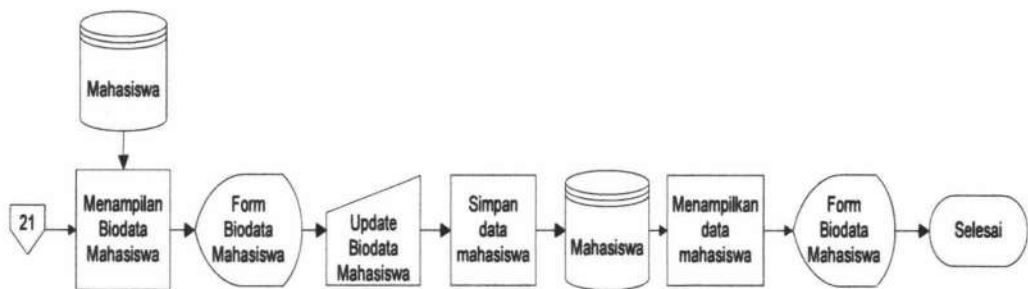 Mahasiswa
21
Menampilan
Biodata
Mahasiswa
Form
Biodata
Mahasiswa
Update
Biodata
Mahasiswa
Simpan
data
mahasiswa
Mahasiswa
Menampilkan
data
mahasiswa
Form
Biodata
Mahasiswa
Selesai